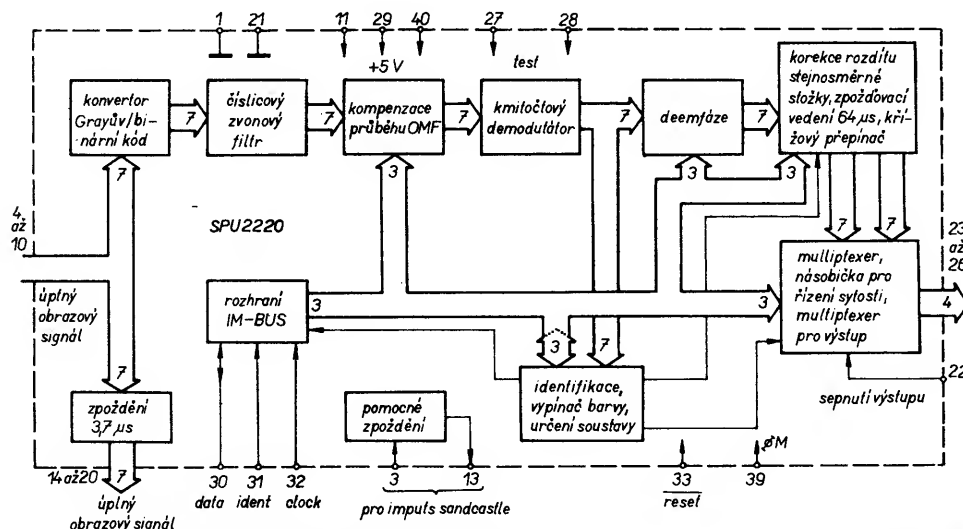 1 21 11 29 40 27 28
+5 V
test
konvertor
Grayův/bi-
nární kód
7
číslicový
zvonový
filtr
7
kompenzace
průběhu OMF
7
kmitočtový
demodulátor
7
deemfáze
7
korekce rozdílu
stejnosměrné
složky, zpožďovací
vedení 64 µs, kří-
žový přepínač
7
3
3
3
4
až
10
SPU2220
7
7
23
až
26
úplný
obrazový
signál
rozhraní
IM-BUS
3
3
multiplexer,
násobička pro
řízení sytosti,
multiplexer
pro výstup
4
3
7
7
22
sepnutí výstupu
zpoždění
3,7 µs
pomocné
zpoždění
identifikace,
vypínač barvy,
určení soustavy
14 až 20
7
30 31 32
data ident clock
3 13
pro impuls sandcastle
33
reset
ØM
39
úplný
obrazový signál